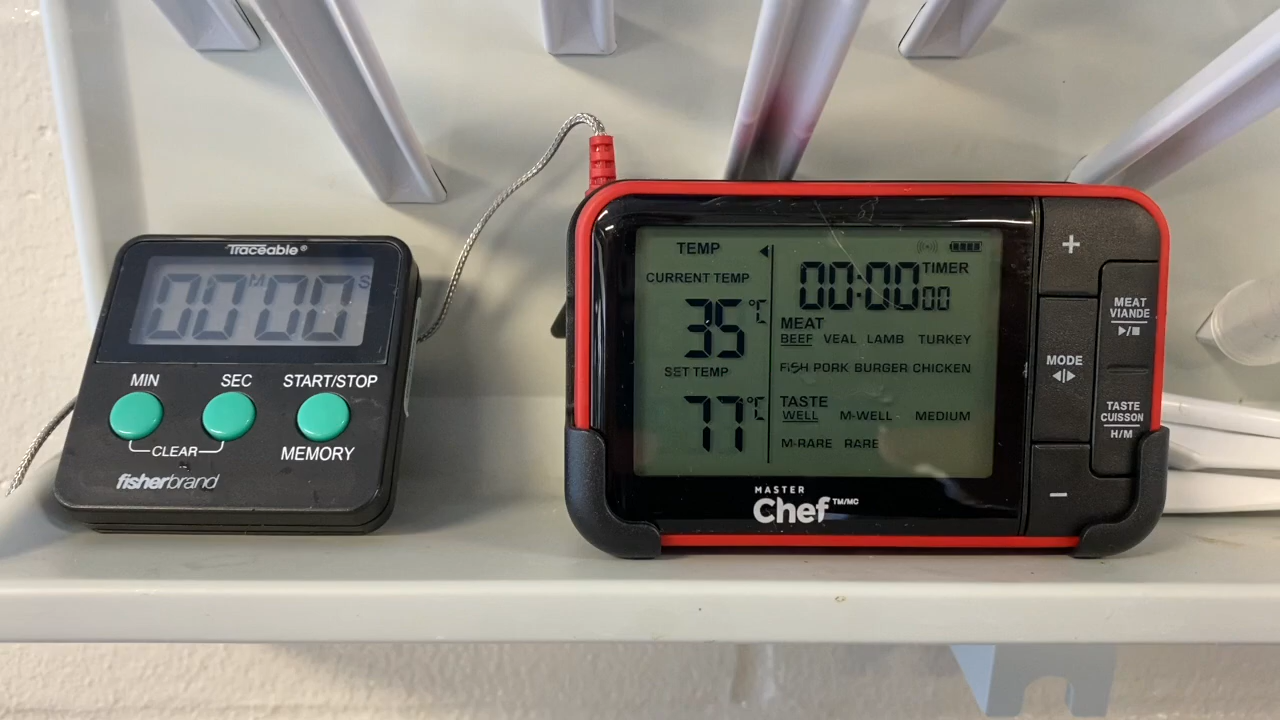 Traceable®
00 M 00 S
MIN SEC START/STOP
CLEAR MEMORY
fisherbrand
TEMP
CURRENT TEMP
35 °C
SET TEMP
77 °C
00:00 00 TIMER
MEAT
BEEF VEAL LAMB TURKEY
FISH PORK BURGER CHICKEN
TASTE
WELL M-WELL MEDIUM
M-RARE RARE
MASTER
Chef TM/MC
+
MEAT
VIANDE
MODE
TASTE
CUISSON
H/M
−